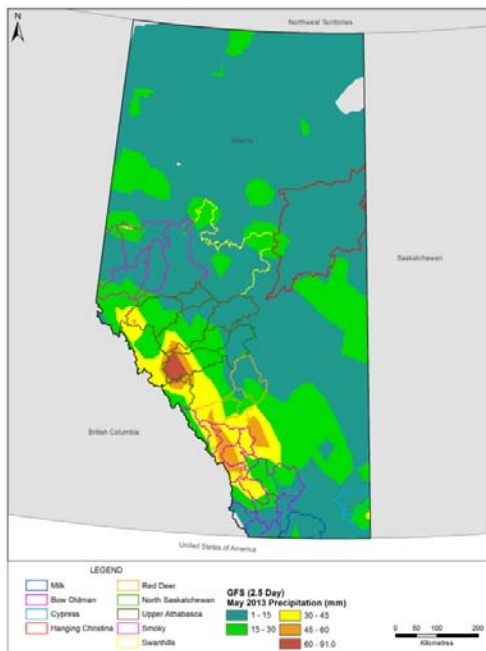 N
Northwest Territories
Alberta
Saskatchewan
British Columbia
United States of America
LEGEND
Milk
Bow Oldman
Cypress
Hanging Christina
Red Deer
North Saskatchewan
Upper Athabasca
Smoky
Swanhills
GFS (2.5 Day)
May 2013 Precipitation (mm)
1 - 15
15 - 30
30 - 45
45 - 60
60 - 91.0
0 50 100 200
Kilometres